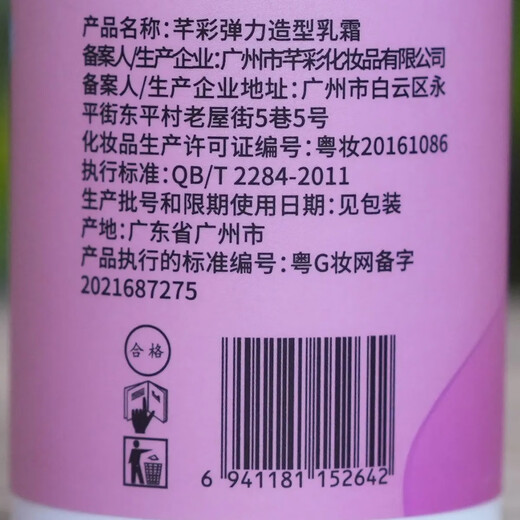 产品名称:芊彩弹力造型乳霜
备案人/生产企业:广州市芊彩化妆品有限公司
备案人/生产企业地址:广州市白云区永
平街东平村老屋街5巷5号
化妆品生产许可证编号:粤妆20161086
执行标准:QB/T 2284-2011
生产批号和限期使用日期:见包装
产地:广东省广州市
产品执行的标准编号:粤G妆网备字
2021687275
合格
6 941181 152642